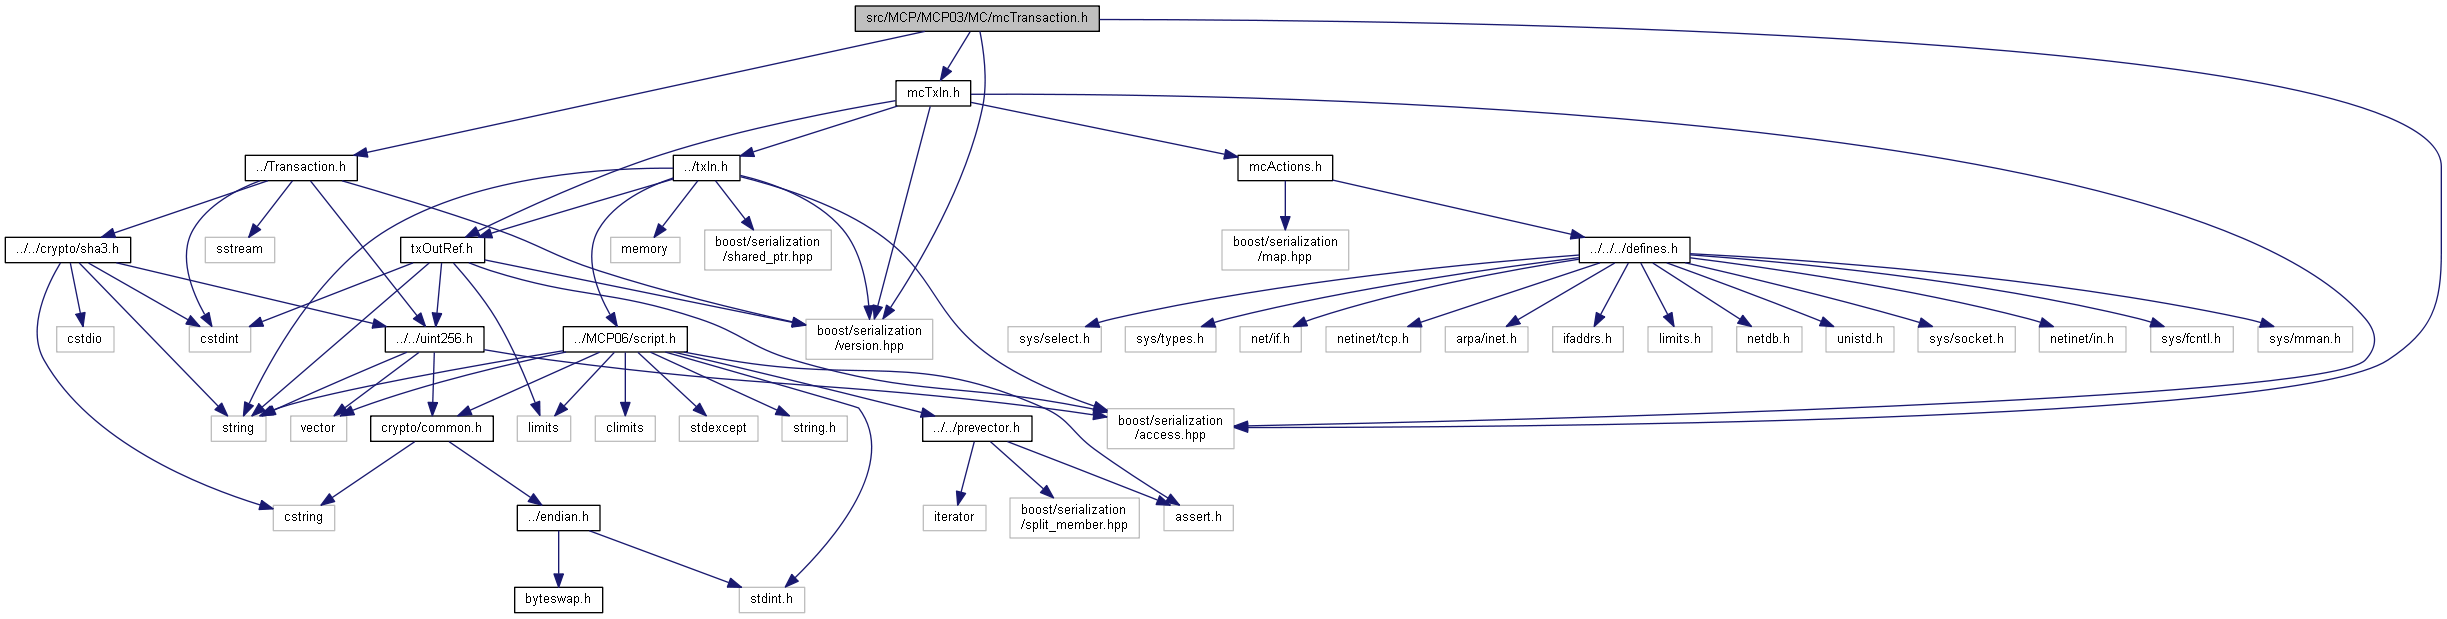 src/MCP/MCP03/MC/mcTransaction.h
mcTxIn.h
../Transaction.h
../txIn.h
mcActions.h
../../crypto/sha3.h
sstream
txOutRef.h
memory
boost/serialization
/shared_ptr.hpp
boost/serialization
/map.hpp
../../../defines.h
cstdio
cstdint
../../uint256.h
../MCP06/script.h
boost/serialization
/version.hpp
sys/select.h
sys/types.h
net/if.h
netinet/tcp.h
arpa/inet.h
ifaddrs.h
limits.h
netdb.h
unistd.h
sys/socket.h
netinet/in.h
sys/fcntl.h
sys/mman.h
string
vector
crypto/common.h
limits
climits
stdexcept
string.h
../../prevector.h
boost/serialization
/access.hpp
cstring
../endian.h
iterator
boost/serialization
/split_member.hpp
assert.h
byteswap.h
stdint.h